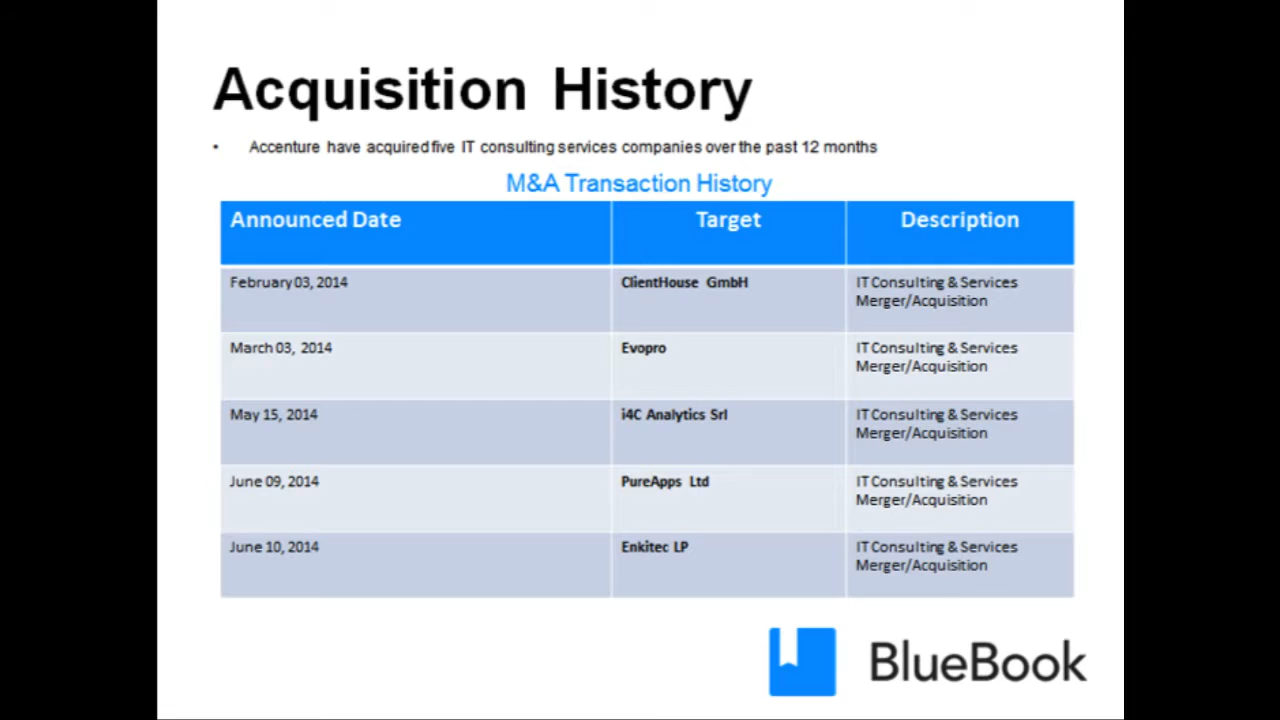 Acquisition History
• Accenture have acquired five IT consulting services companies over the past 12 months
M&A Transaction History
Announced Date Target Description
February 03, 2014 ClientHouse GmbH IT Consulting & Services
Merger/Acquisition
March 03, 2014 Evopro IT Consulting & Services
Merger/Acquisition
May 15, 2014 i4C Analytics Srl IT Consulting & Services
Merger/Acquisition
June 09, 2014 PureApps Ltd IT Consulting & Services
Merger/Acquisition
June 10, 2014 Enkitec LP IT Consulting & Services
Merger/Acquisition
BlueBook